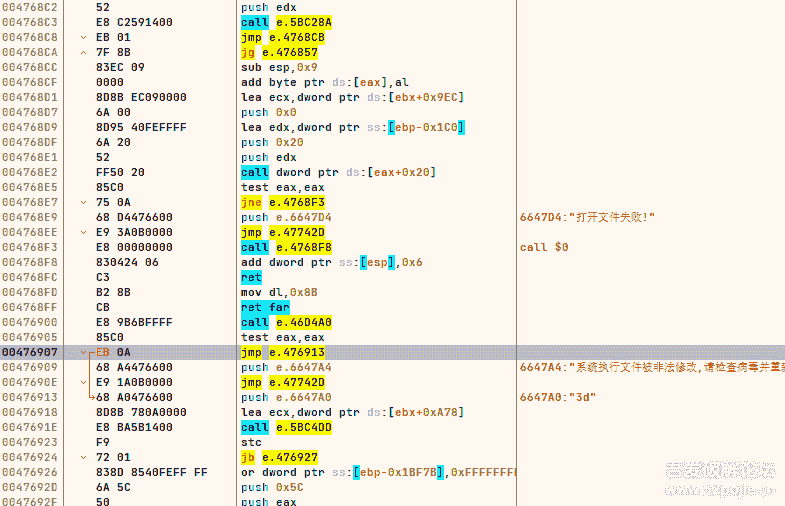 004768C2 52 push edx
004768C3 E8 C2591400 call e.5BC28A
004768C8 EB 01 jmp e.4768CB
004768CA 7F 8B jg e.476857
004768CC 83EC 09 sub esp,0x9
004768CF 0000 add byte ptr ds:[eax],al
004768D1 8D8B EC090000 lea ecx,dword ptr ds:[ebx+0x9EC]
004768D7 6A 00 push 0x0
004768D9 8D95 40FEFFFF lea edx,dword ptr ss:[ebp-0x1C0]
004768DF 6A 20 push 0x20
004768E1 52 push edx
004768E2 FF50 20 call dword ptr ds:[eax+0x20]
004768E5 85C0 test eax,eax
004768E7 75 0A jne e.4768F3
004768E9 68 D4476600 push e.6647D4 6647D4:"打开文件失败!"
004768EE E9 3A0B0000 jmp e.47742D
004768F3 E8 00000000 call e.4768F8 call $0
004768F8 830424 06 add dword ptr ss:[esp],0x6
004768FC C3 ret
004768FD B2 8B mov dl,0x8B
004768FF CB ret far
00476900 E8 9B6BFFFF call e.46D4A0
00476905 85C0 test eax,eax
00476907 EB 0A jmp e.476913
00476909 68 A4476600 push e.6647A4 6647A4:"系统执行文件被非法修改,请检查病毒并重新
0047690E E9 1A0B0000 jmp e.47742D
00476913 68 A0476600 push e.6647A0 6647A0:"3d"
00476918 8D8B 780A0000 lea ecx,dword ptr ds:[ebx+0xA78]
0047691E E8 BA5B1400 call e.5BC4DD
00476923 F9 stc
00476924 72 01 jb e.476927
00476926 838D 8540FEFF FF or dword ptr ss:[ebp-0x1BF7B],0xFFFFFFFF
0047692D 6A 5C push 0x5C
0047692F 50 push eax